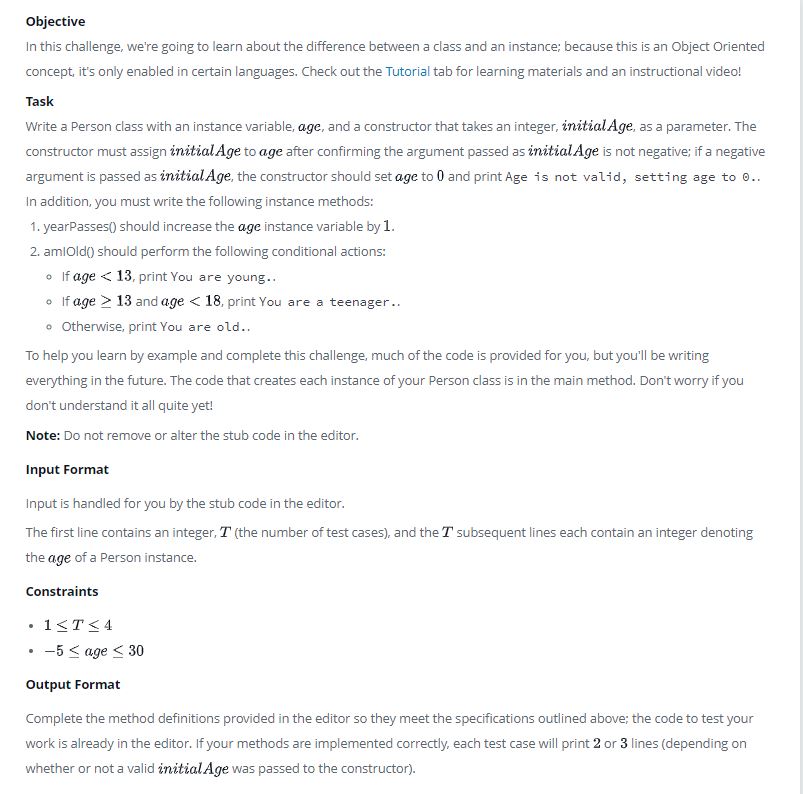 Objective
In this challenge, we're going to learn about the difference between a class and an instance; because this is an Object Oriented
concept, it's only enabled in certain languages. Check out the Tutorial tab for learning materials and an instructional video!
Task
Write a Person class with an instance variable, age, and a constructor that takes an integer, initialAge, as a parameter. The
constructor must assign initialAge to age after confirming the argument passed as initialAge is not negative; if a negative
argument is passed as initialAge, the constructor should set age to 0 and print Age is not valid, setting age to 0..
In addition, you must write the following instance methods:
1. yearPasses() should increase the age instance variable by 1.
2. amIOld() should perform the following conditional actions:
◦ If age < 13, print You are young..
◦ If age ≥ 13 and age < 18, print You are a teenager..
◦ Otherwise, print You are old..
To help you learn by example and complete this challenge, much of the code is provided for you, but you'll be writing
everything in the future. The code that creates each instance of your Person class is in the main method. Don't worry if you
don't understand it all quite yet!
Note: Do not remove or alter the stub code in the editor.
Input Format
Input is handled for you by the stub code in the editor.
The first line contains an integer, T (the number of test cases), and the T subsequent lines each contain an integer denoting
the age of a Person instance.
Constraints
• 1 ≤ T ≤ 4
• −5 ≤ age ≤ 30
Output Format
Complete the method definitions provided in the editor so they meet the specifications outlined above; the code to test your
work is already in the editor. If your methods are implemented correctly, each test case will print 2 or 3 lines (depending on
whether or not a valid initialAge was passed to the constructor).